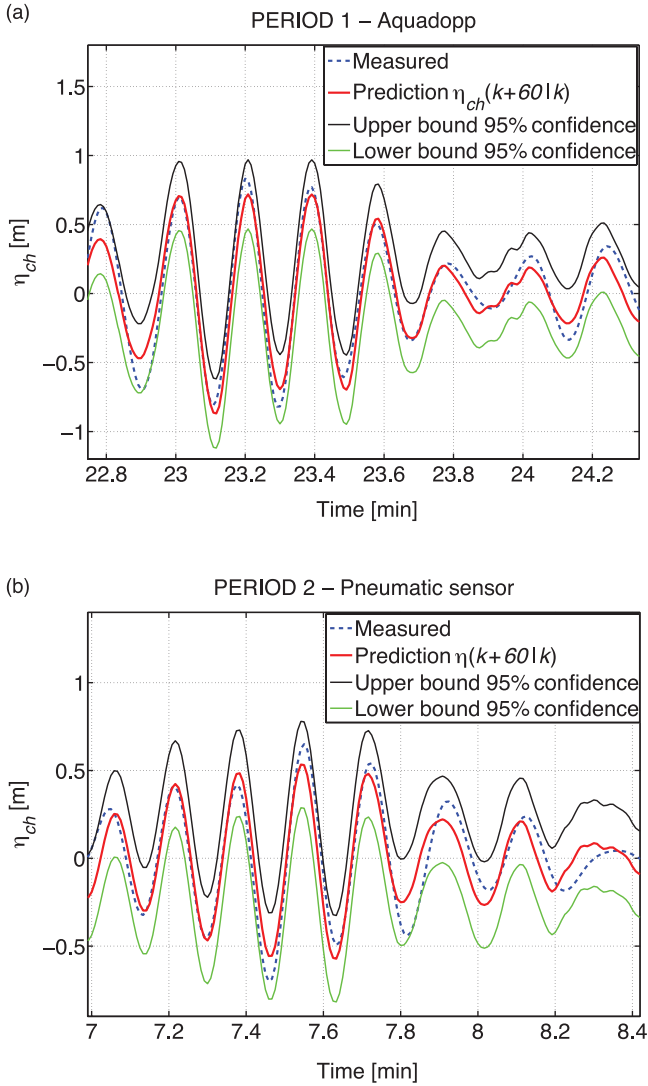 (a)
PERIOD 1 – Aquadopp
Measured
Prediction η_ch(k+60|k)
Upper bound 95% confidence
Lower bound 95% confidence
1.5
1
0.5
0
−0.5
−1
η_ch [m]
22.8 23 23.2 23.4 23.6 23.8 24 24.2
Time [min]
(b)
PERIOD 2 – Pneumatic sensor
Measured
Prediction η(k+60|k)
Upper bound 95% confidence
Lower bound 95% confidence
1
0.5
0
−0.5
η_ch [m]
7 7.2 7.4 7.6 7.8 8 8.2 8.4
Time [min]